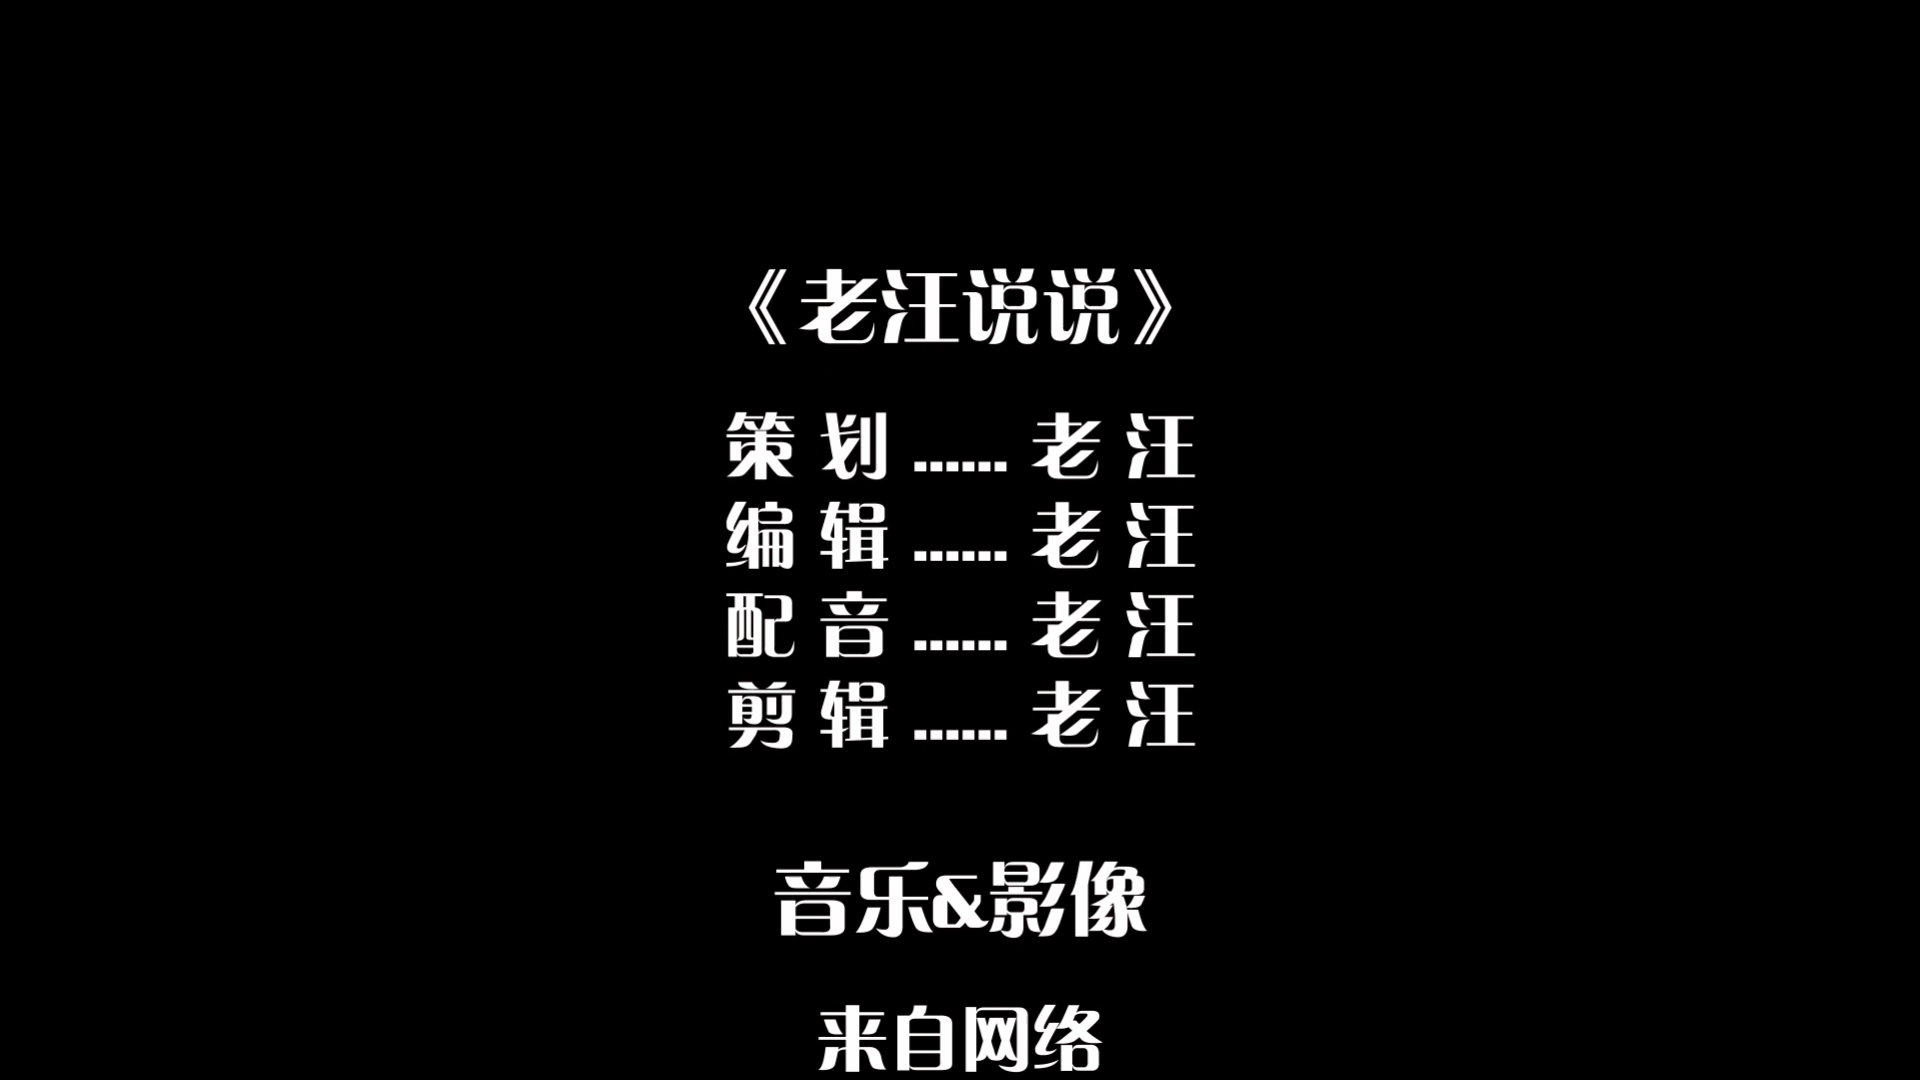 《老汪说说》
策 划 ...... 老 汪
编 辑 ...... 老 汪
配 音 ...... 老 汪
剪 辑 ...... 老 汪
音乐&影像
来自网络